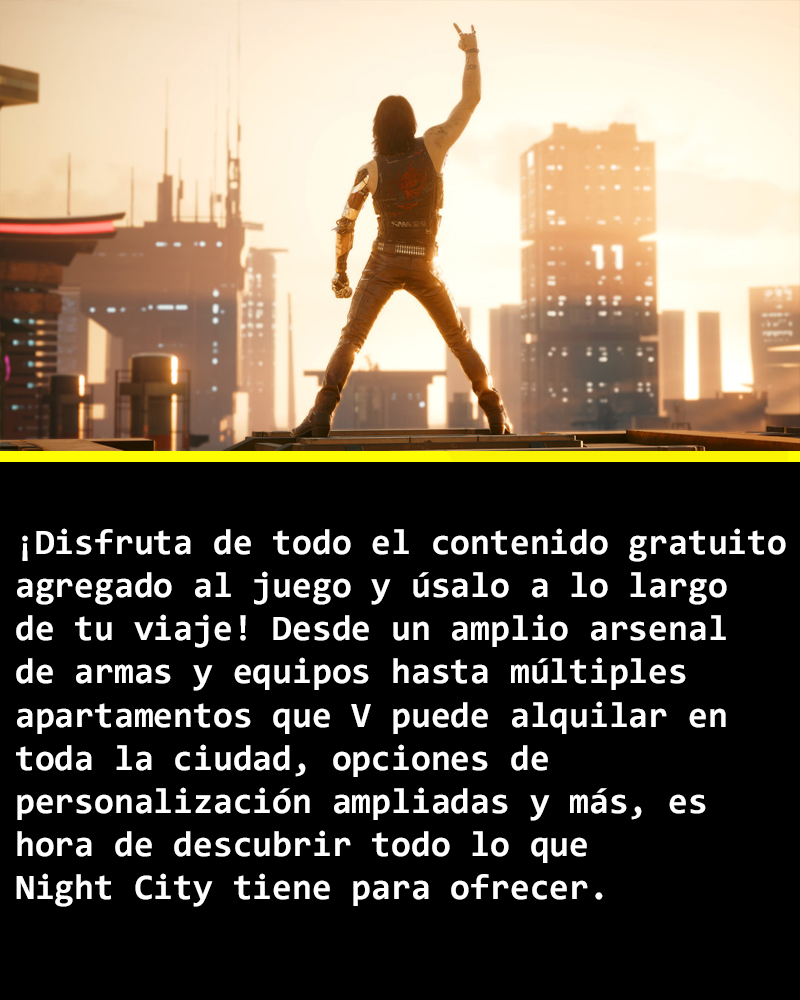 11
¡Disfruta de todo el contenido gratuito
agregado al juego y úsalo a lo largo
de tu viaje! Desde un amplio arsenal
de armas y equipos hasta múltiples
apartamentos que V puede alquilar en
toda la ciudad, opciones de
personalización ampliadas y más, es
hora de descubrir todo lo que
Night City tiene para ofrecer.